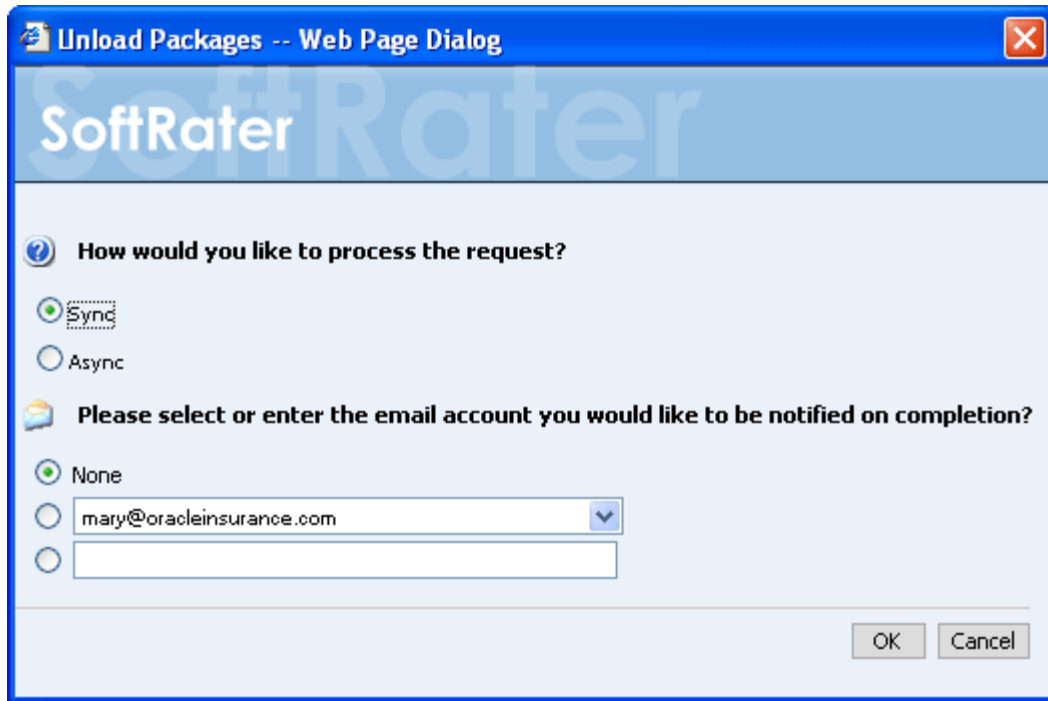 Unload Packages -- Web Page Dialog
SoftRater
SoftRater
How would you like to process the request?
Sync
Async
Please select or enter the email account you would like to be notified on completion?
None
mary@oracleinsurance.com
OK Cancel